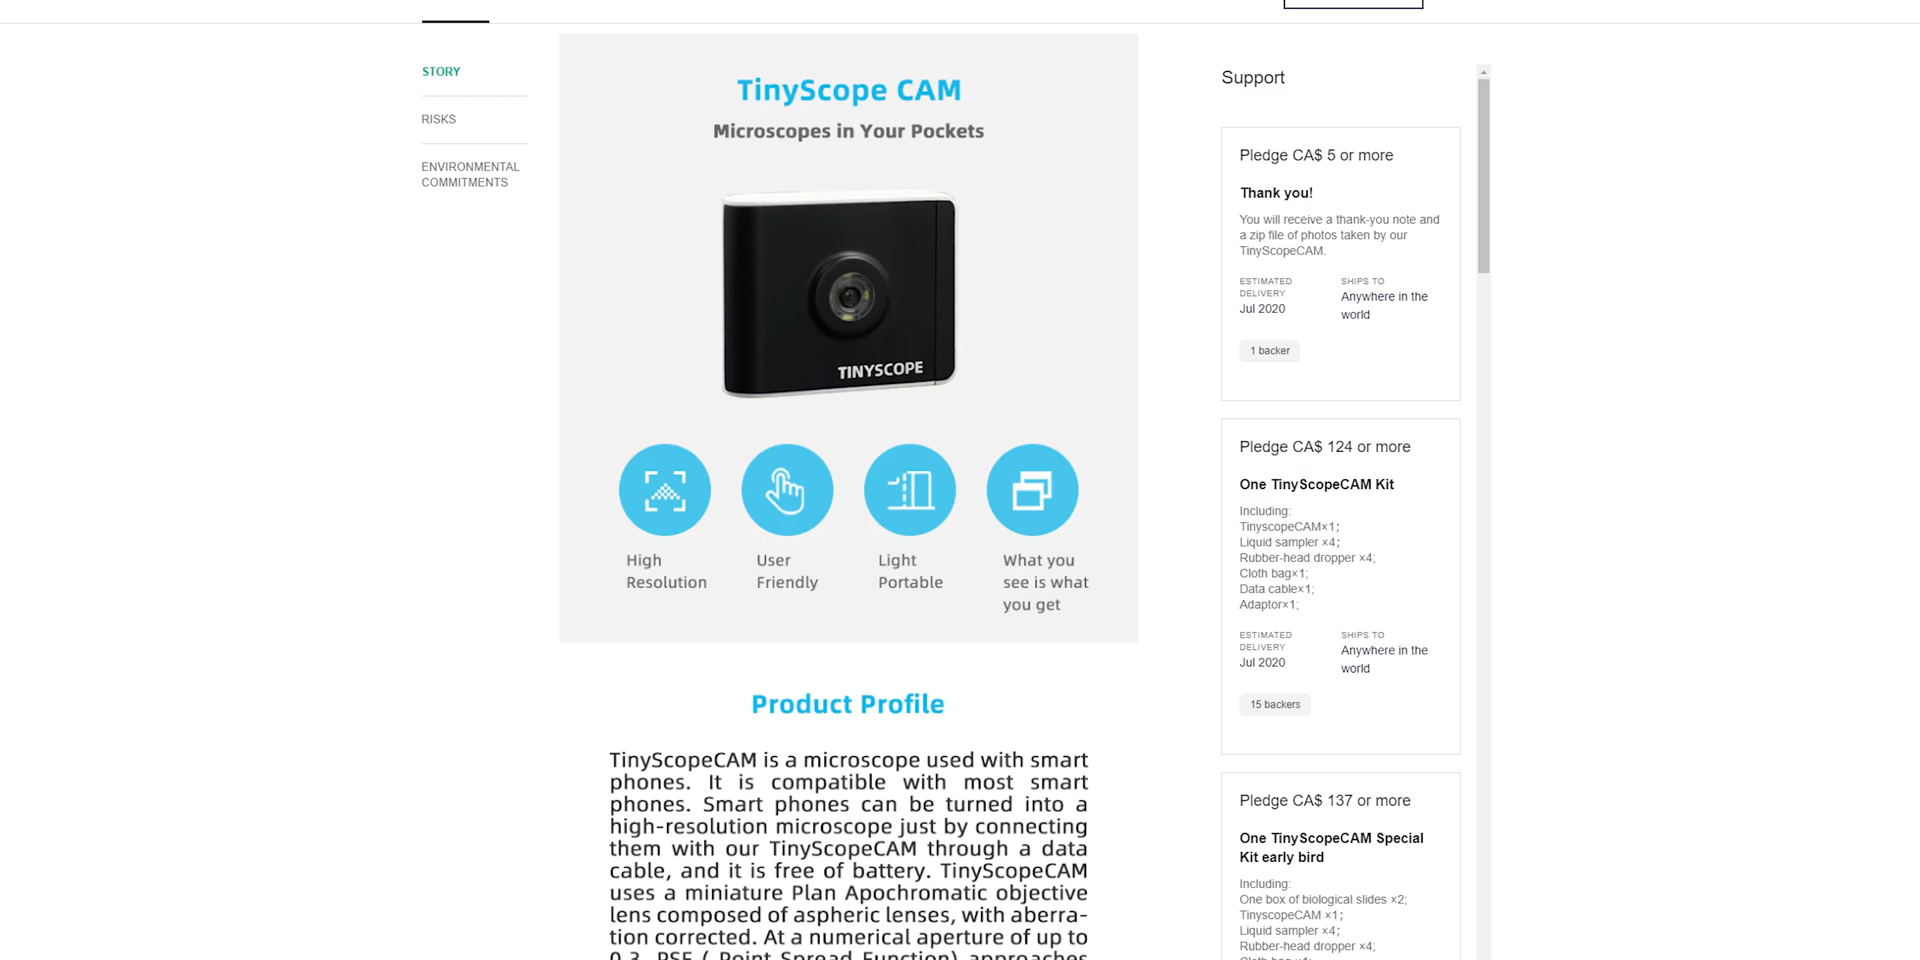 STORY
RISKS
ENVIRONMENTAL
COMMITMENTS
TinyScope CAM
Microscopes in Your Pockets
TINYSCOPE
High
Resolution
User
Friendly
Light
Portable
What you
see is what
you get
Product Profile
TinyScopeCAM is a microscope used with smart
phones. It is compatible with most smart
phones. Smart phones can be turned into a
high-resolution microscope just by connecting
them with our TinyScopeCAM through a data
cable, and it is free of battery. TinyScopeCAM
uses a miniature Plan Apochromatic objective
lens composed of aspheric lenses, with aberra-
tion corrected. At a numerical aperture of up to
0.3, PSF ( Point Spread Function) approaches
Support
Pledge CA$ 5 or more
Thank you!
You will receive a thank-you note and
a zip file of photos taken by our
TinyScopeCAM.
ESTIMATED
DELIVERY
Jul 2020
SHIPS TO
Anywhere in the
world
1 backer
Pledge CA$ 124 or more
One TinyScopeCAM Kit
Including:
TinyscopeCAM×1;
Liquid sampler ×4;
Rubber-head dropper ×4;
Cloth bag×1;
Data cable×1;
Adaptor×1;
ESTIMATED
DELIVERY
Jul 2020
SHIPS TO
Anywhere in the
world
15 backers
Pledge CA$ 137 or more
One TinyScopeCAM Special
Kit early bird
Including:
One box of biological slides ×2;
TinyscopeCAM ×1;
Liquid sampler ×4;
Rubber-head dropper ×4;